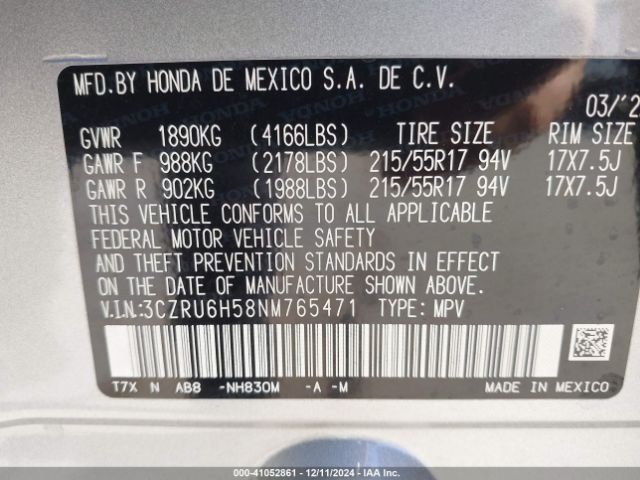 MFD.BY HONDA DE MEXICO S.A. DE C.V.
03/'2
GVWR 1890KG (4166LBS) TIRE SIZE RIM SIZE
GAWR F 988KG (2178LBS) 215/55R17 94V 17X7.5J
GAWR R 902KG (1988LBS) 215/55R17 94V 17X7.5J
THIS VEHICLE CONFORMS TO ALL APPLICABLE
FEDERAL MOTOR VEHICLE SAFETY
AND THEFT PREVENTION STANDARDS IN EFFECT
ON THE DATE OF MANUFACTURE SHOWN ABOVE.
V.I.N.:3CZRU6H58NM765471 TYPE: MPV
T7X N AB8 -NH830M -A -M MADE IN MEXICO
000-41052861 | 12/11/2024 | IAA Inc